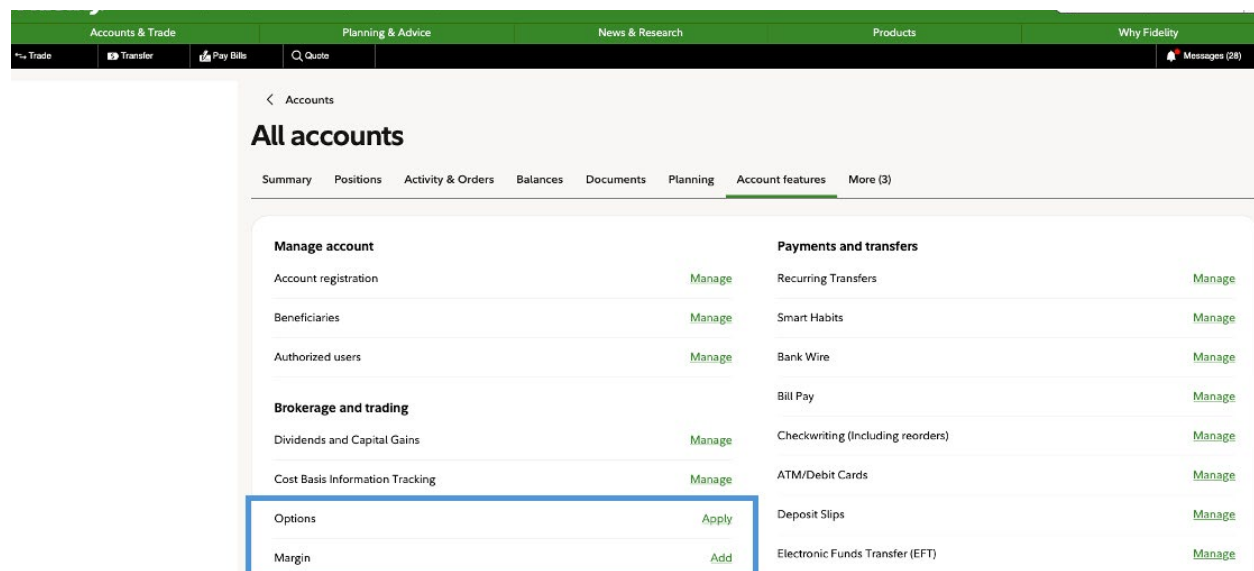 Accounts & Trade Planning & Advice News & Research Products Why Fidelity
Trade Transfer Pay Bills Quote Messages (28)
Accounts
All accounts
Summary Positions Activity & Orders Balances Documents Planning Account features More (3)
Manage account
Account registration Manage
Beneficiaries Manage
Authorized users Manage
Brokerage and trading
Dividends and Capital Gains Manage
Cost Basis Information Tracking Manage
Options Apply
Margin Add
Payments and transfers
Recurring Transfers Manage
Smart Habits Manage
Bank Wire Manage
Bill Pay Manage
Checkwriting (Including reorders) Manage
ATM/Debit Cards Manage
Deposit Slips Manage
Electronic Funds Transfer (EFT) Manage